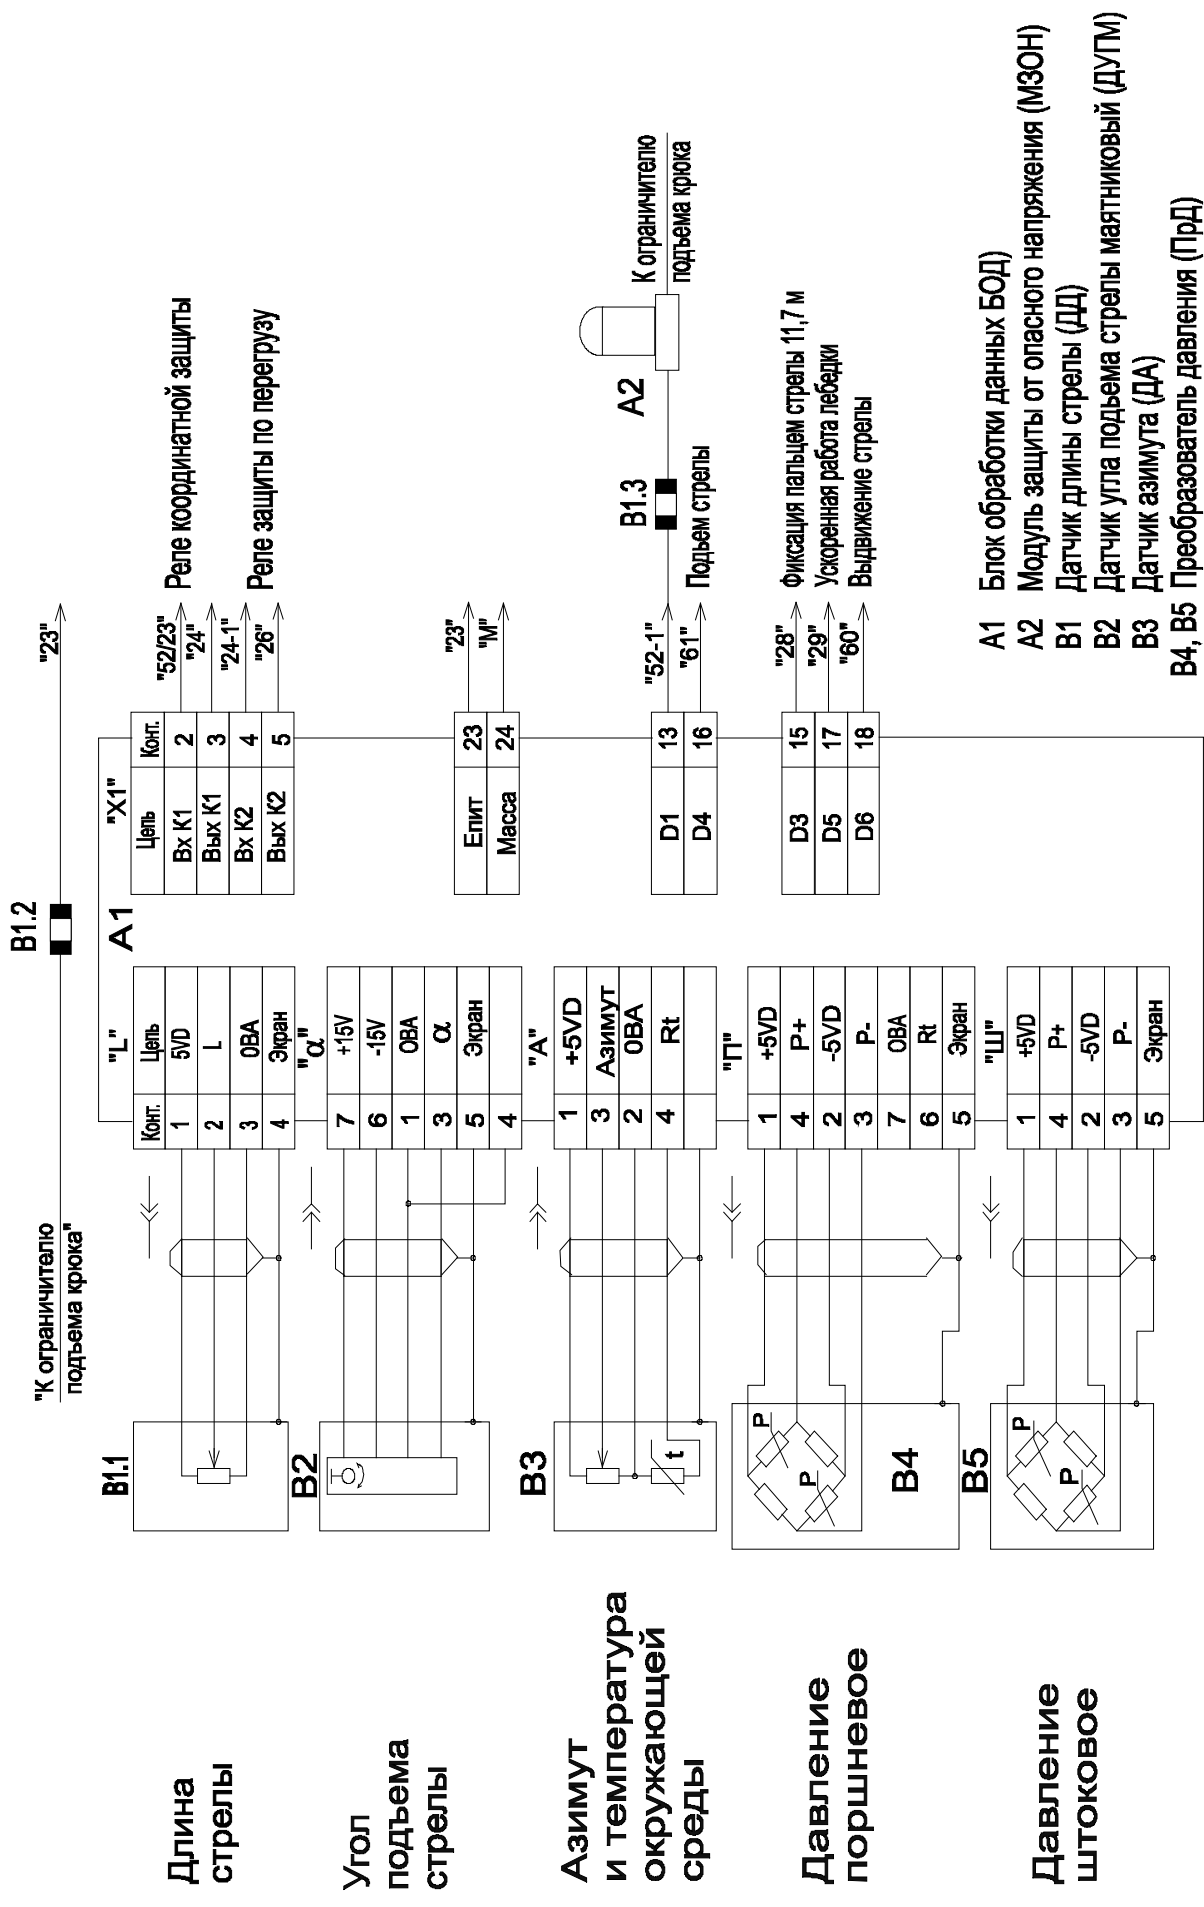 "К ограничителю
подъема крюка"
B1.2
"23"
Длина
стрелы
B1.1
"L"
Конт. Цепь
1 5VD
2 L
3 0ВА
4 Экран
A1
"X1"
Цепь Конт.
Вх К1 2
Вых К1 3
Вх К2 4
Вых К2 5
"52/23"
"24"
"24-1"
"26"
Реле координатной защиты
Реле защиты по перегрузу
Угол
подъема
стрелы
B2
"α"
7 +15V
6 -15V
1 0ВА
3 α
5 Экран
4
Епит 23
Масса 24
"23"
"М"
Азимут
и температура
окружающей
среды
B3
t
"А"
1 +5VD
3 Азимут
2 0ВА
4 Rt
D1 13
D4 16
"52-1"
"61"
Подъем стрелы
B1.3
A2
К ограничителю
подъема крюка
Давление
поршневое
P
P
B4
"П"
1 +5VD
4 P+
2 -5VD
3 P-
7 0ВА
6 Rt
5 Экран
D3 15
D5 17
D6 18
"28"
"29"
"60"
Фиксация пальцем стрелы 11,7 м
Ускоренная работа лебедки
Выдвижение стрелы
Давление
штоковое
B5
P
P
"Ш"
1 +5VD
4 P+
2 -5VD
3 P-
5 Экран
A1 Блок обработки данных БОД)
A2 Модуль защиты от опасного напряжения (МЗОН)
B1 Датчик длины стрелы (ДД)
B2 Датчик угла подъема стрелы маятниковый (ДУГМ)
B3 Датчик азимута (ДА)
B4, B5 Преобразователь давления (ПрД)